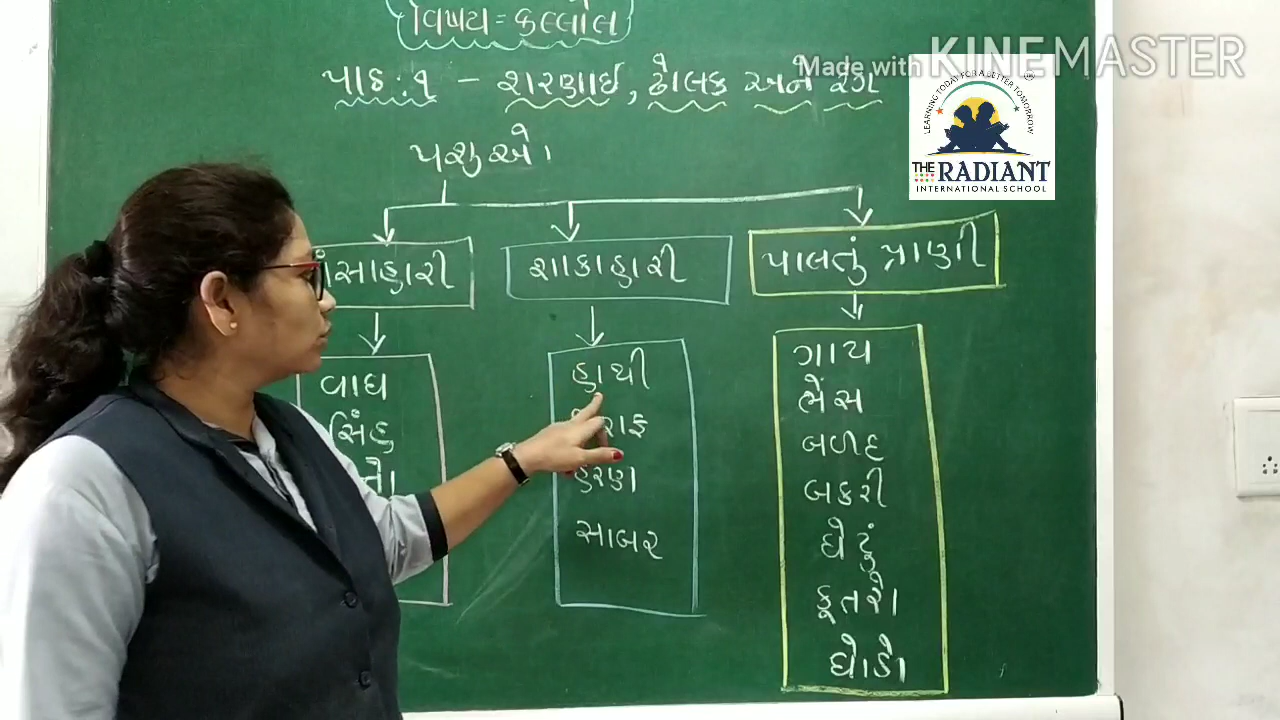 વિષય = કલ્લોલ
Made with KINEMASTER
પાઠ : ૧ - શરણાઈ, ઢોલક અને રંગ
LEARNING TODAY FOR A BETTER TOMORROW
THE RADIANT
INTERNATIONAL SCHOOL
પશુઓ
શાકાહારી
પાલતું પ્રાણી
વાઘ
સિંહ
હાથી
હરણ
સાબર
ગાય
ભેંસ
બળદ
બકરી
ઘેટું
કૂતરો
ઘોડો